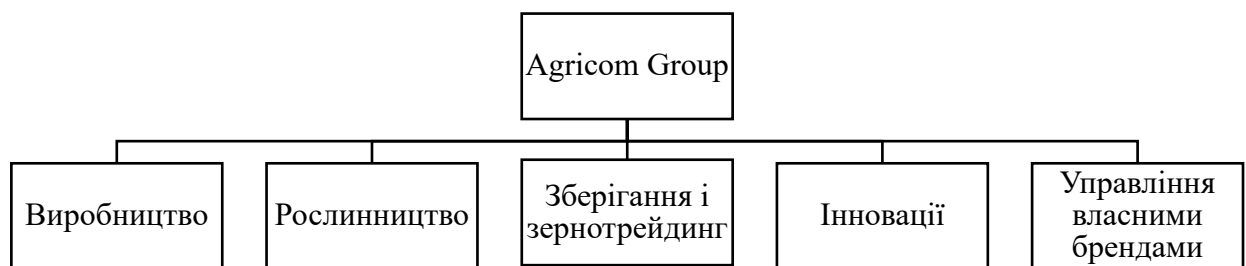 Agricom Group
Виробництво
Рослинництво
Зберігання і
зернотрейдинг
Інновації
Управління
власними
брендами